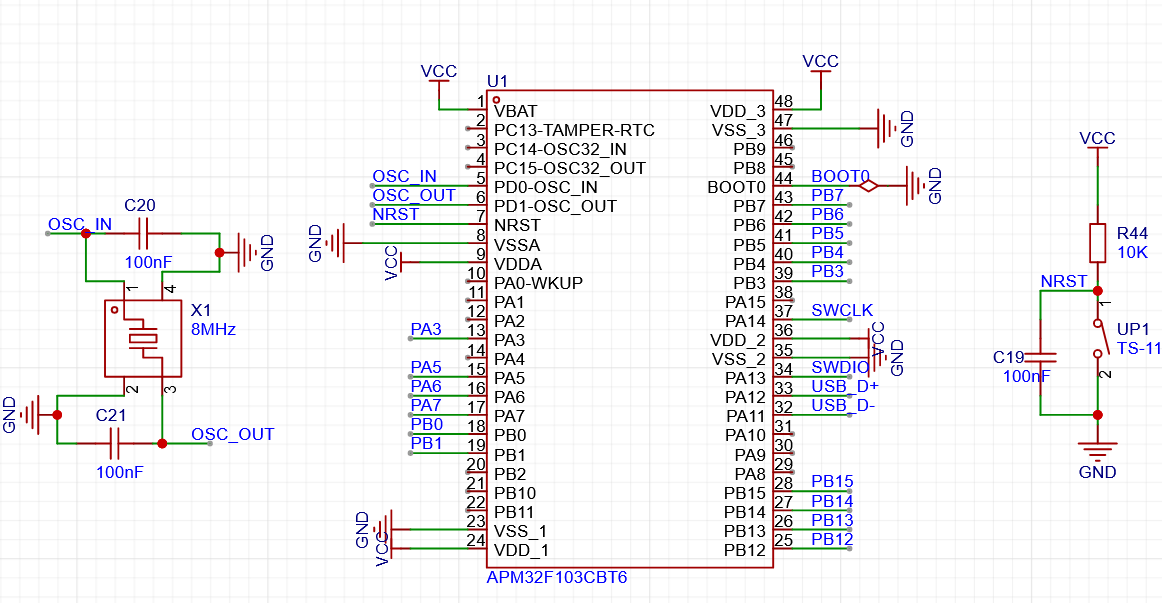 OSC_IN
C20
100nF
GND
1
4
X1
8MHz
2
3
GND
C21
100nF
OSC_OUT
VCC
U1
VCC
1
VBAT
2
PC13-TAMPER-RTC
3
PC14-OSC32_IN
4
PC15-OSC32_OUT
OSC_IN
5
PD0-OSC_IN
OSC_OUT
6
PD1-OSC_OUT
NRST
7
NRST
GND
8
VSSA
VCC
9
VDDA
10
PA0-WKUP
11
PA1
12
PA2
PA3
13
PA3
14
PA4
PA5
15
PA5
PA6
16
PA6
PA7
17
PA7
PB0
18
PB0
PB1
19
PB1
20
PB2
21
PB10
22
PB11
GND
23
VSS_1
VCC
24
VDD_1
48
VDD_3
47
VSS_3
GND
46
PB9
45
PB8
44
BOOT0
BOOT0
GND
43
PB7
PB7
42
PB6
PB6
41
PB5
PB5
40
PB4
PB4
39
PB3
PB3
38
PA15
37
PA14
SWCLK
36
VDD_2
VCC
35
VSS_2
GND
34
PA13
SWDIO
33
PA12
USB_D+
32
PA11
USB_D-
31
PA10
30
PA9
29
PA8
28
PB15
PB15
27
PB14
PB14
26
PB13
PB13
25
PB12
PB12
APM32F103CBT6
VCC
R44
10K
NRST
1
UP1
TS-11
2
C19
100nF
GND